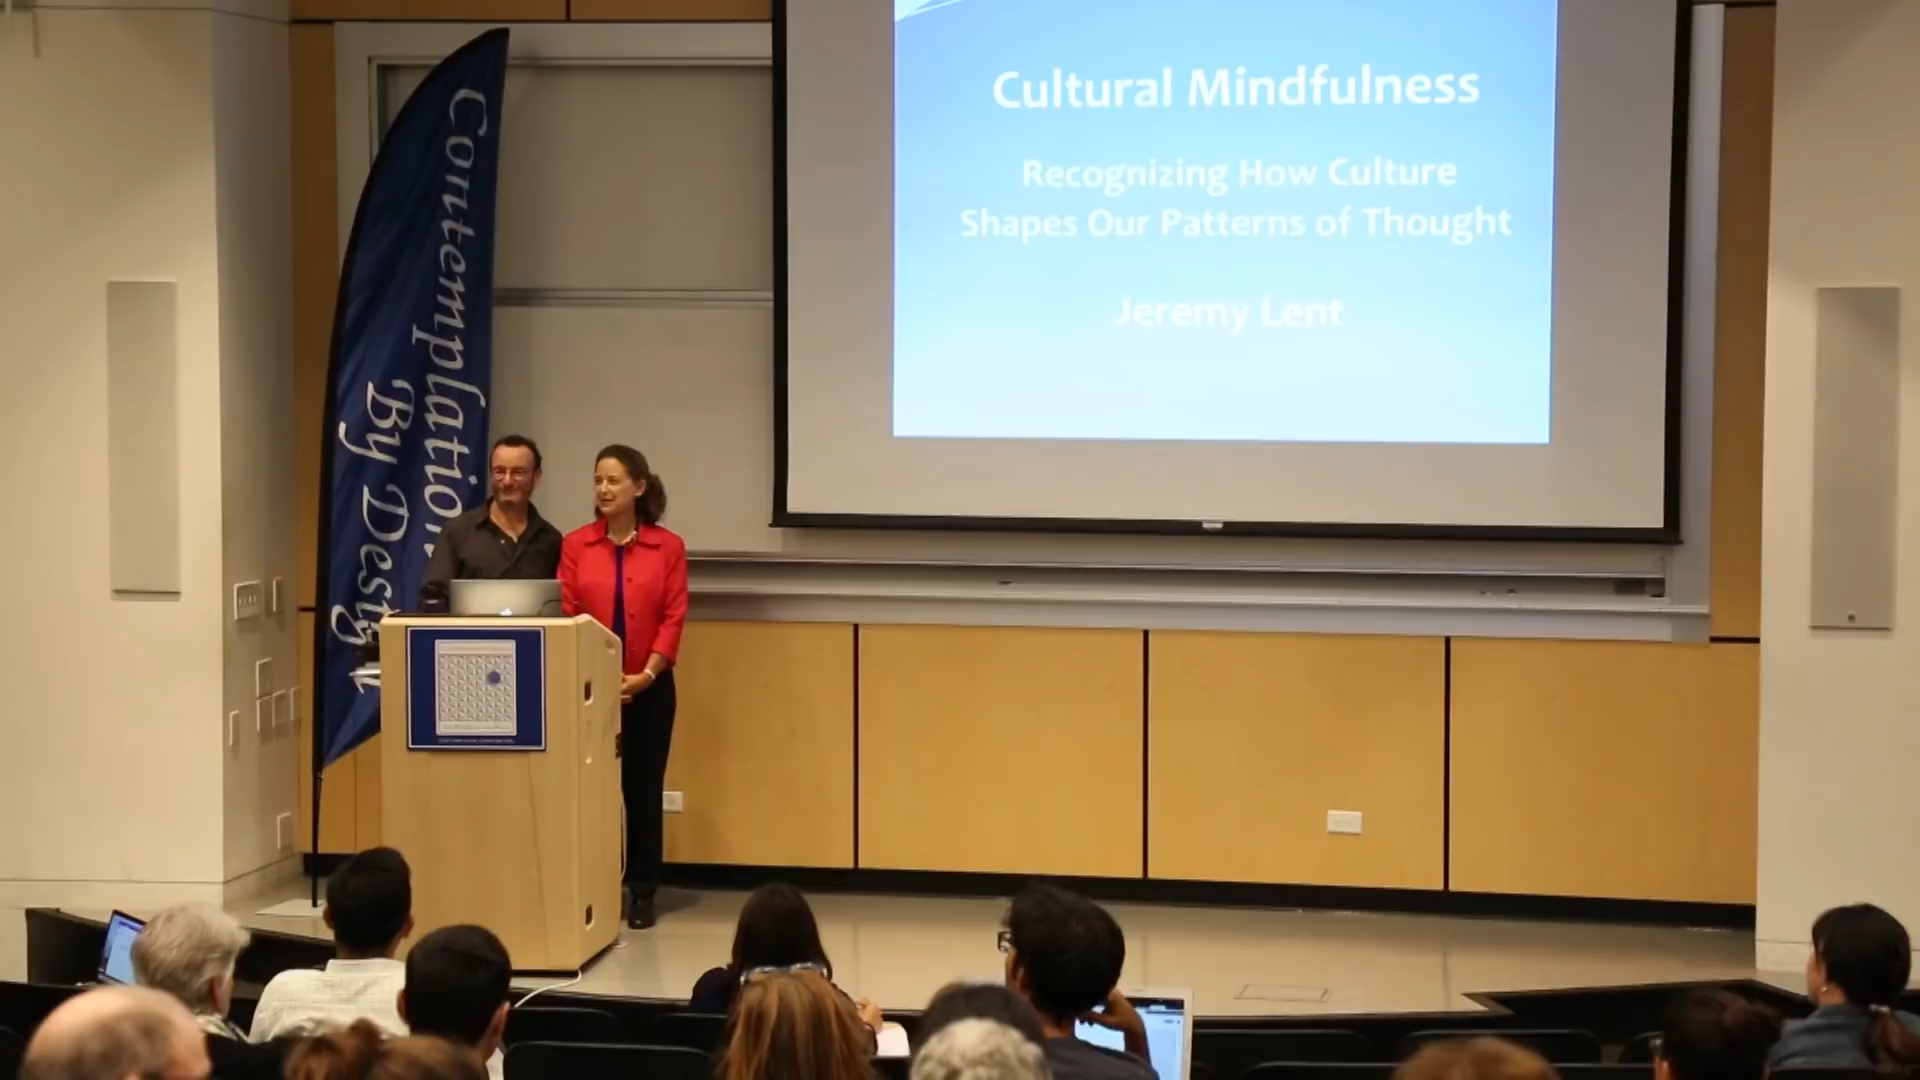 Cultural Mindfulness
Recognizing How Culture
Shapes Our Patterns of Thought
Jeremy Lent
Contemplation
By Design